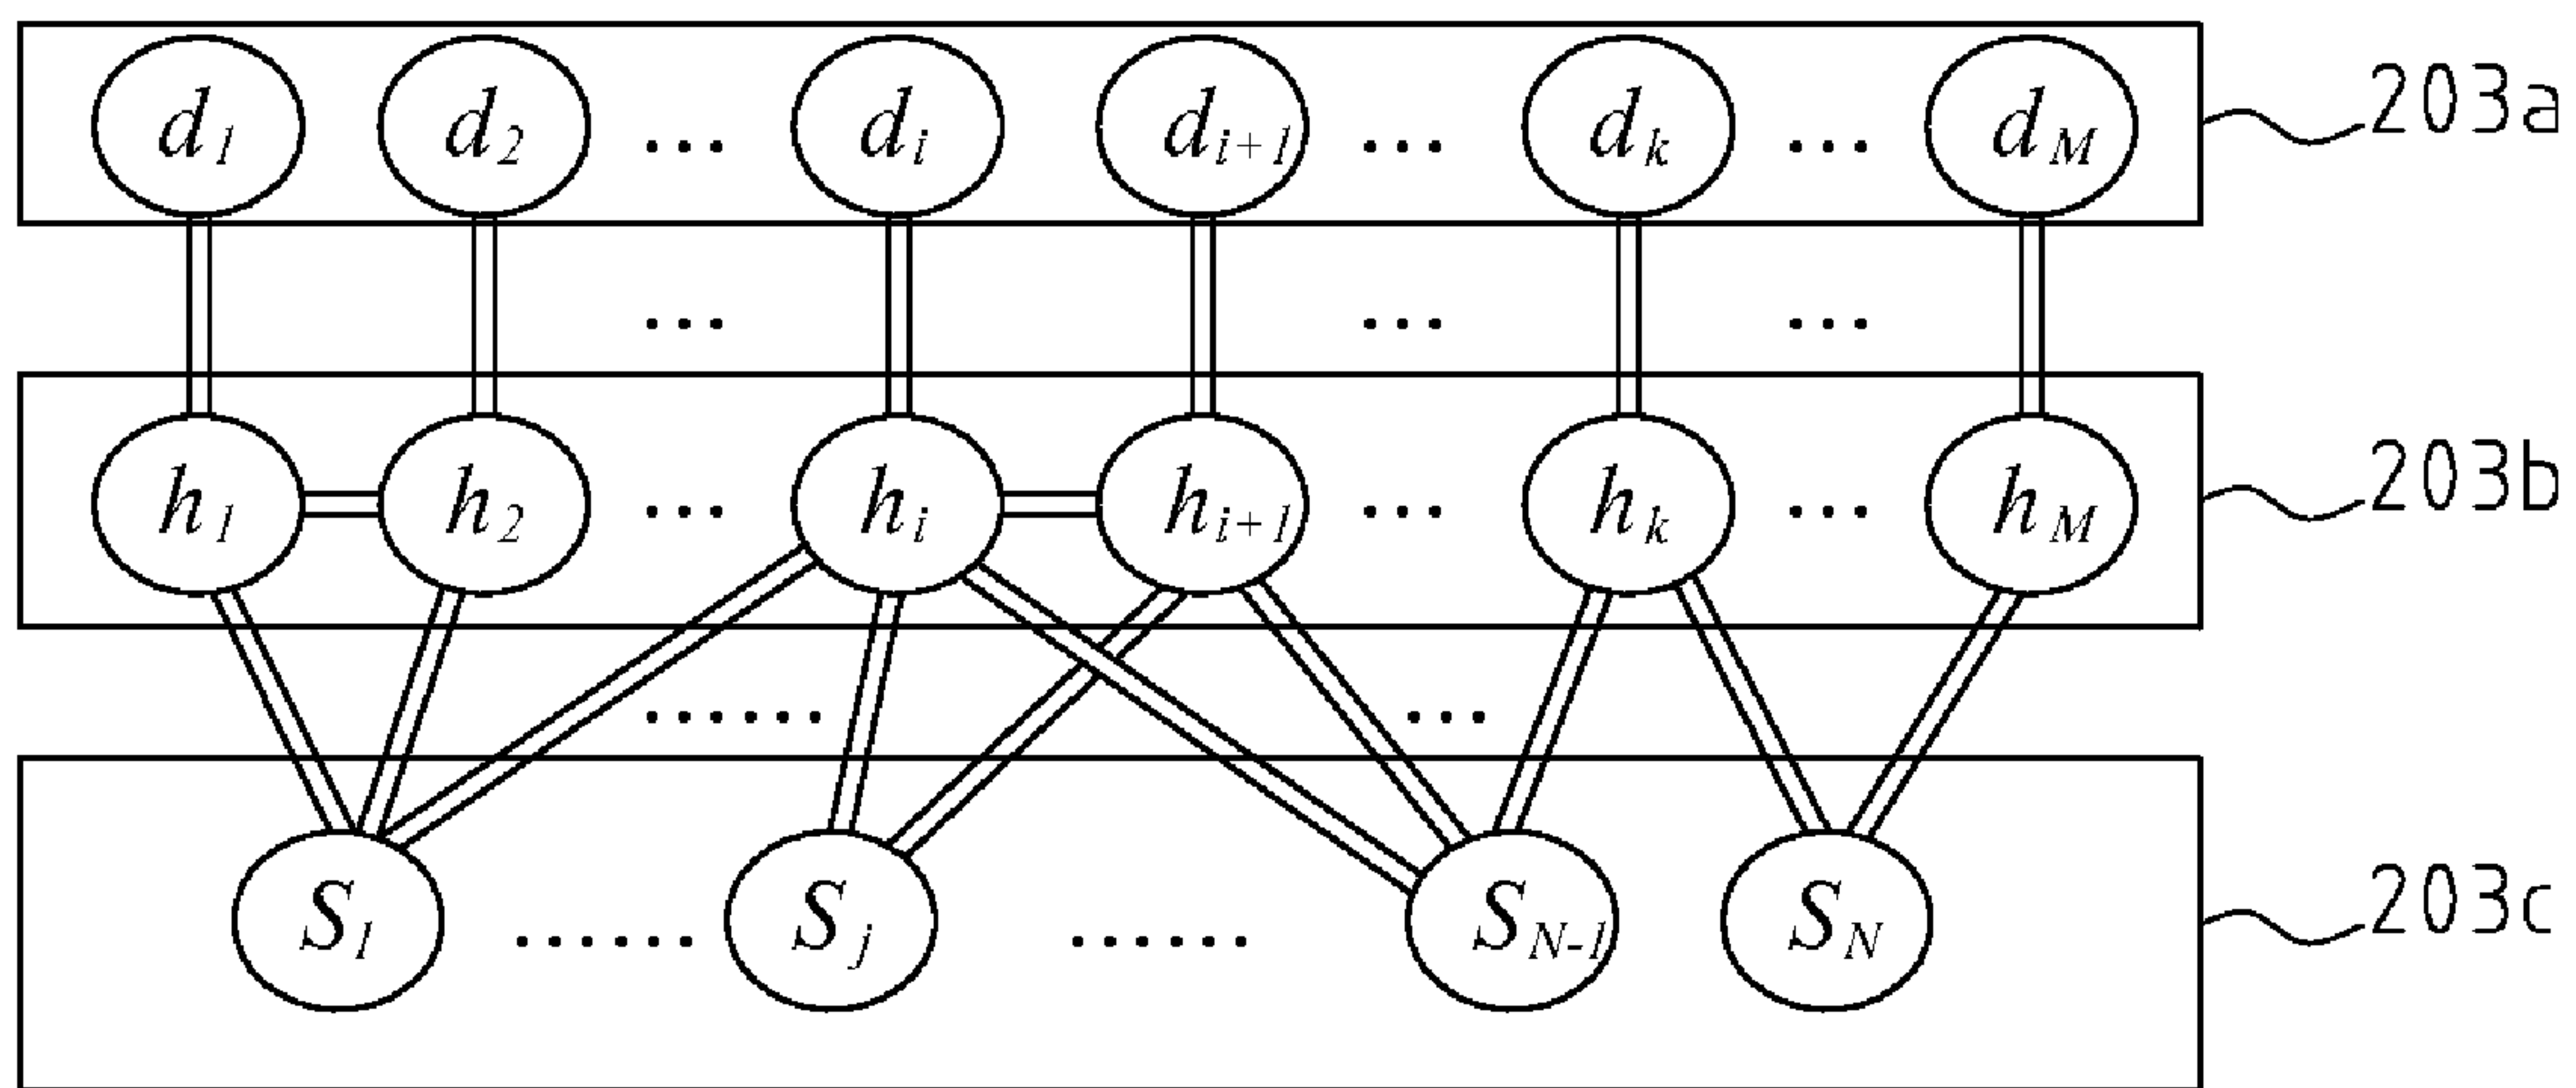 d1 d2 ... di di+1 ... dk ... dM 203a
... ... ...
h1 h2 ... hi hi+1 ... hk ... hM 203b
...... ...
S1 ...... Sj ...... SN-1 SN 203c